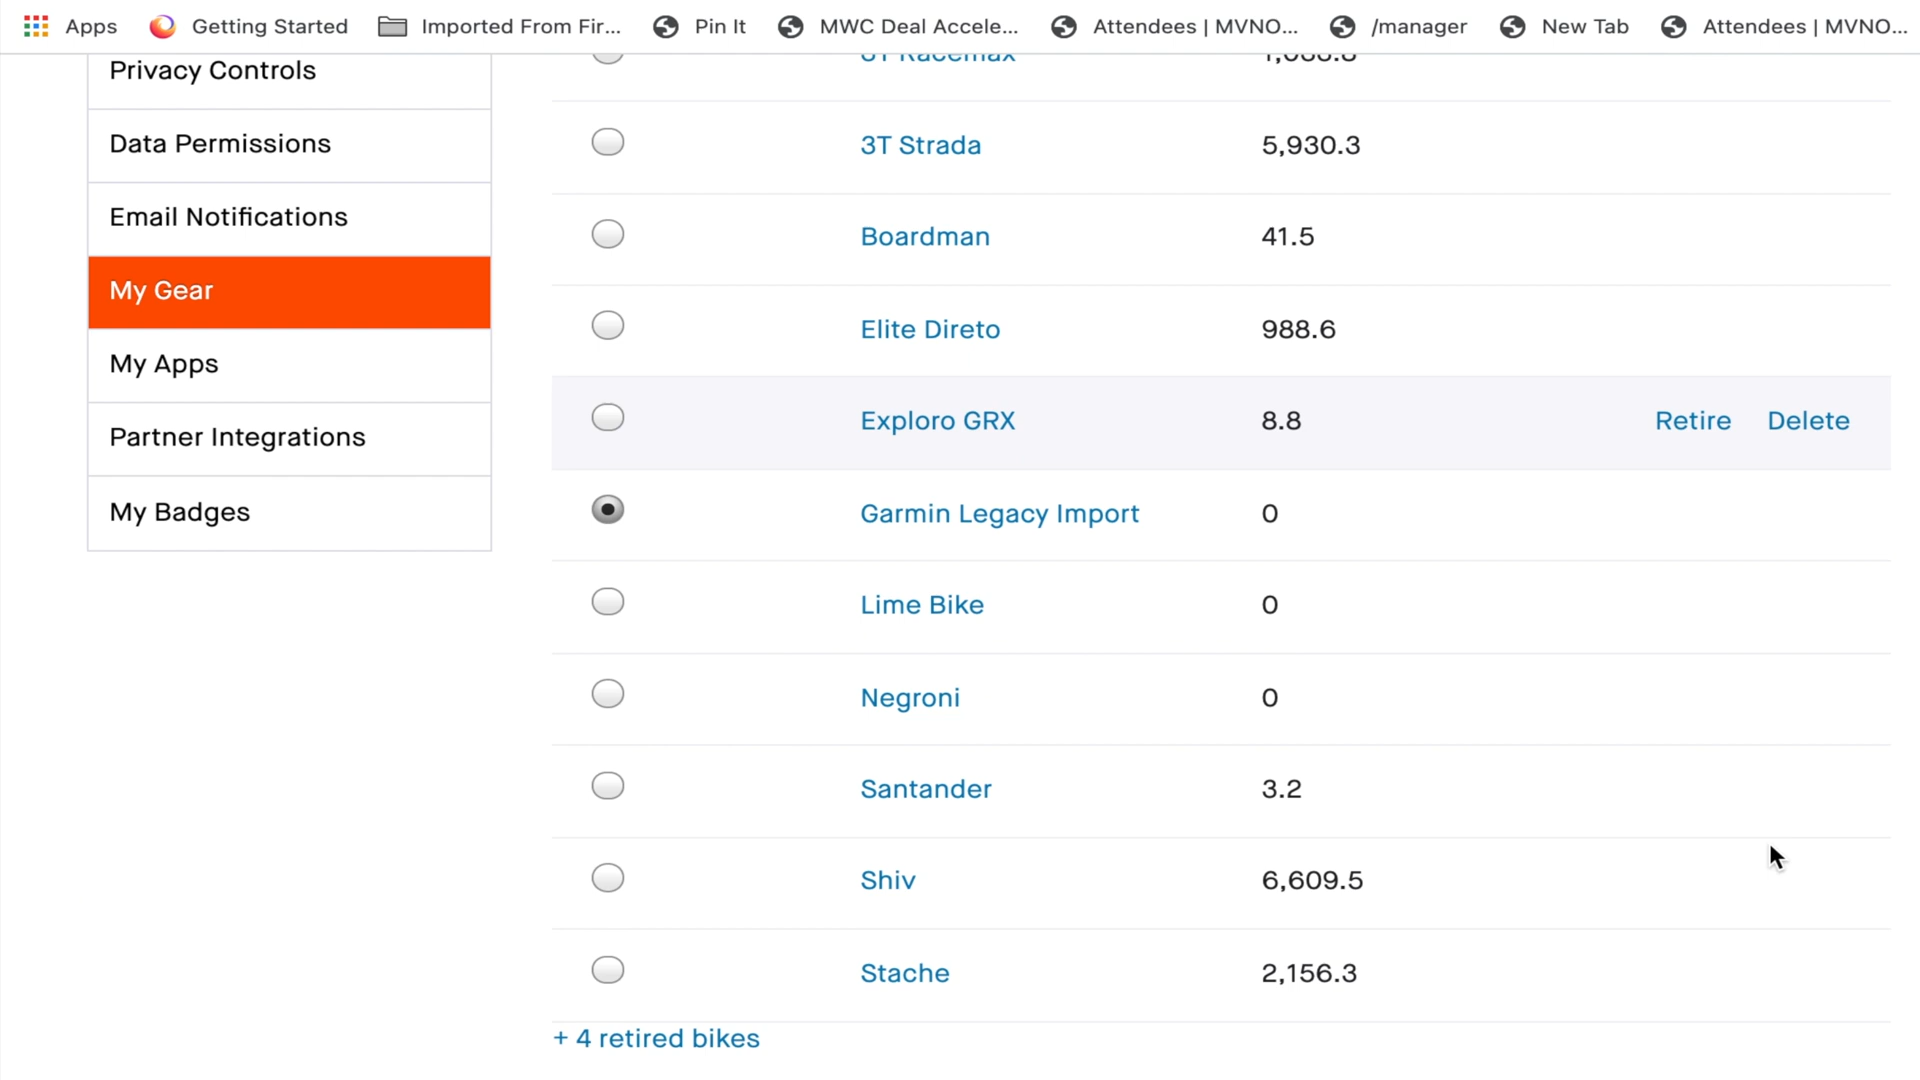 Apps Getting Started Imported From Fir... Pin It MWC Deal Accele... Attendees | MVNO... /manager New Tab Attendees | MVNO...
Privacy Controls
Data Permissions
Email Notifications
My Gear
My Apps
Partner Integrations
My Badges
3T Racemax
3T Strada 5,930.3
Boardman 41.5
Elite Direto 988.6
Exploro GRX 8.8 Retire Delete
Garmin Legacy Import 0
Lime Bike 0
Negroni 0
Santander 3.2
Shiv 6,609.5
Stache 2,156.3
+ 4 retired bikes